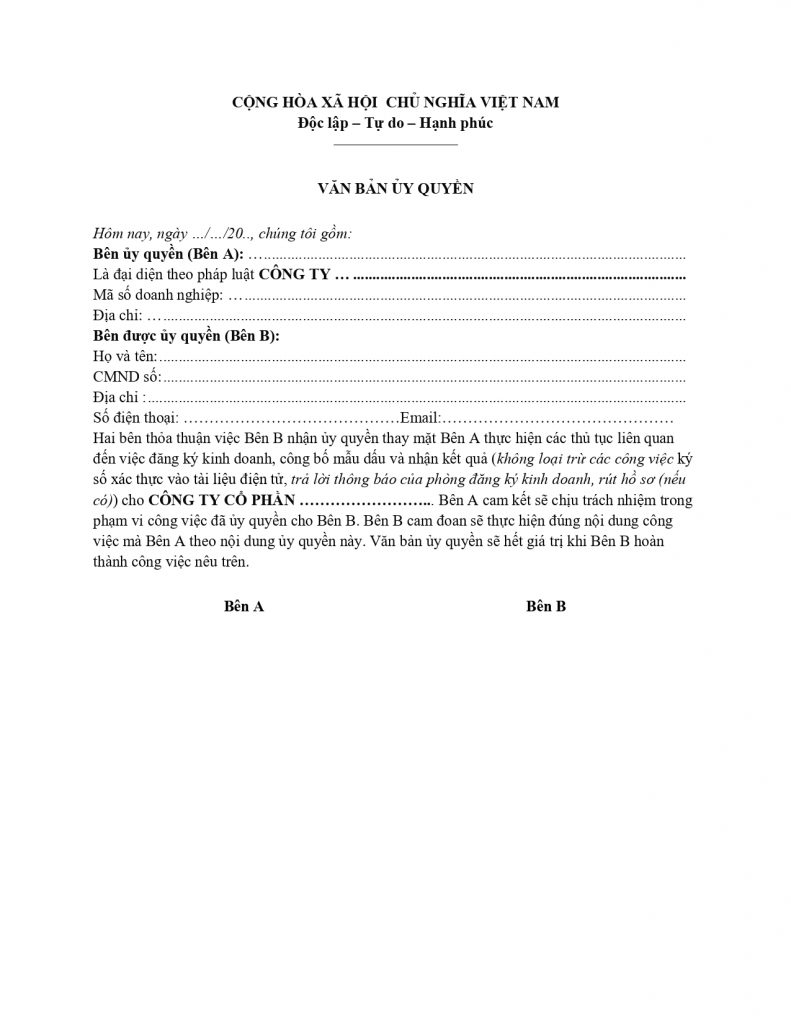 CỘNG HÒA XÃ HỘI CHỦ NGHĨA VIỆT NAM
Độc lập – Tự do – Hạnh phúc
VĂN BẢN ỦY QUYỀN
Hôm nay, ngày …/…/20.., chúng tôi gồm:
Bên ủy quyền (Bên A): …..............................................................................................................
Là đại diện theo pháp luật CÔNG TY … .....................................................................................
Mã số doanh nghiệp: …..................................................................................................................
Địa chỉ: ….......................................................................................................................................
Bên được ủy quyền (Bên B):
Họ và tên:........................................................................................................................................
CMND số:.......................................................................................................................................
Địa chỉ :...........................................................................................................................................
Số điện thoại: ……………………………………Email:………………………………………
Hai bên thỏa thuận việc Bên B nhận ủy quyền thay mặt Bên A thực hiện các thủ tục liên quan
đến việc đăng ký kinh doanh, công bố mẫu dấu và nhận kết quả (không loại trừ các công việc ký
số xác thực vào tài liệu điện tử, trả lời thông báo của phòng đăng ký kinh doanh, rút hồ sơ (nếu
có)) cho CÔNG TY CỔ PHẦN …………………….. Bên A cam kết sẽ chịu trách nhiệm trong
phạm vi công việc đã ủy quyền cho Bên B. Bên B cam đoan sẽ thực hiện đúng nội dung công
việc mà Bên A theo nội dung ủy quyền này. Văn bản ủy quyền sẽ hết giá trị khi Bên B hoàn
thành công việc nêu trên.
Bên A Bên B